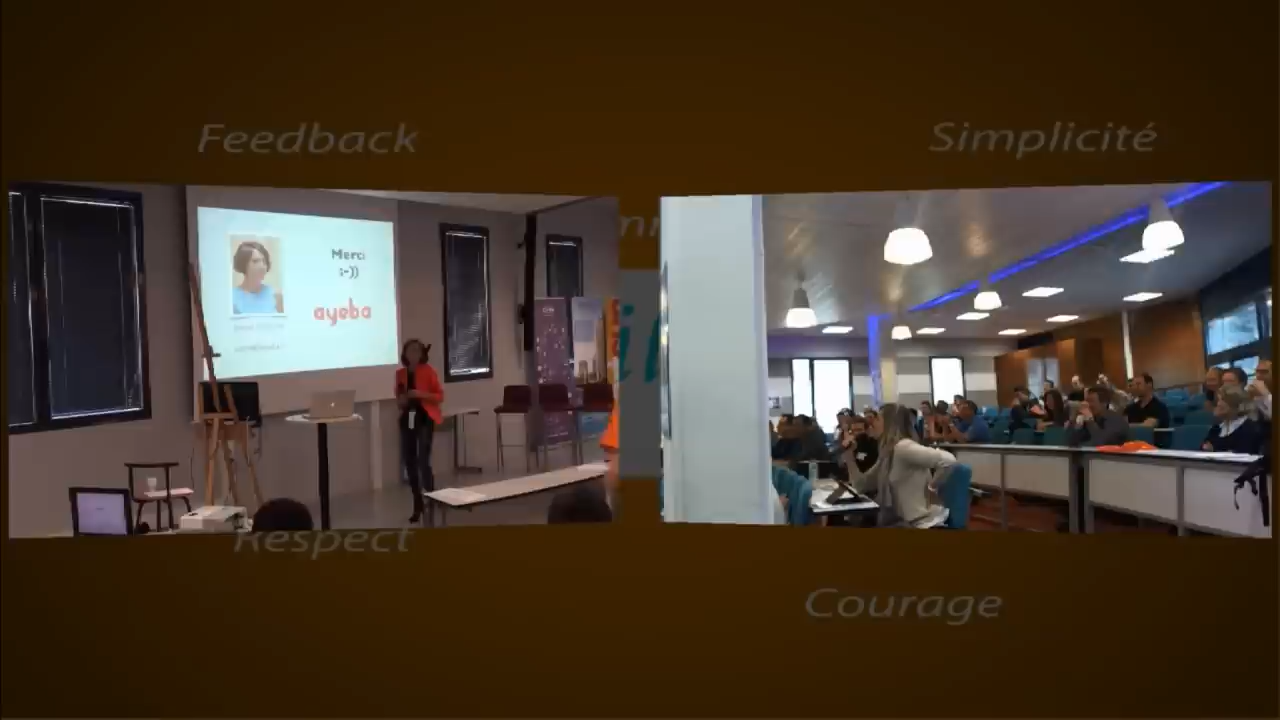 Feedback
Simplicité
Merci
:-))
ayeba
Respect
Courage